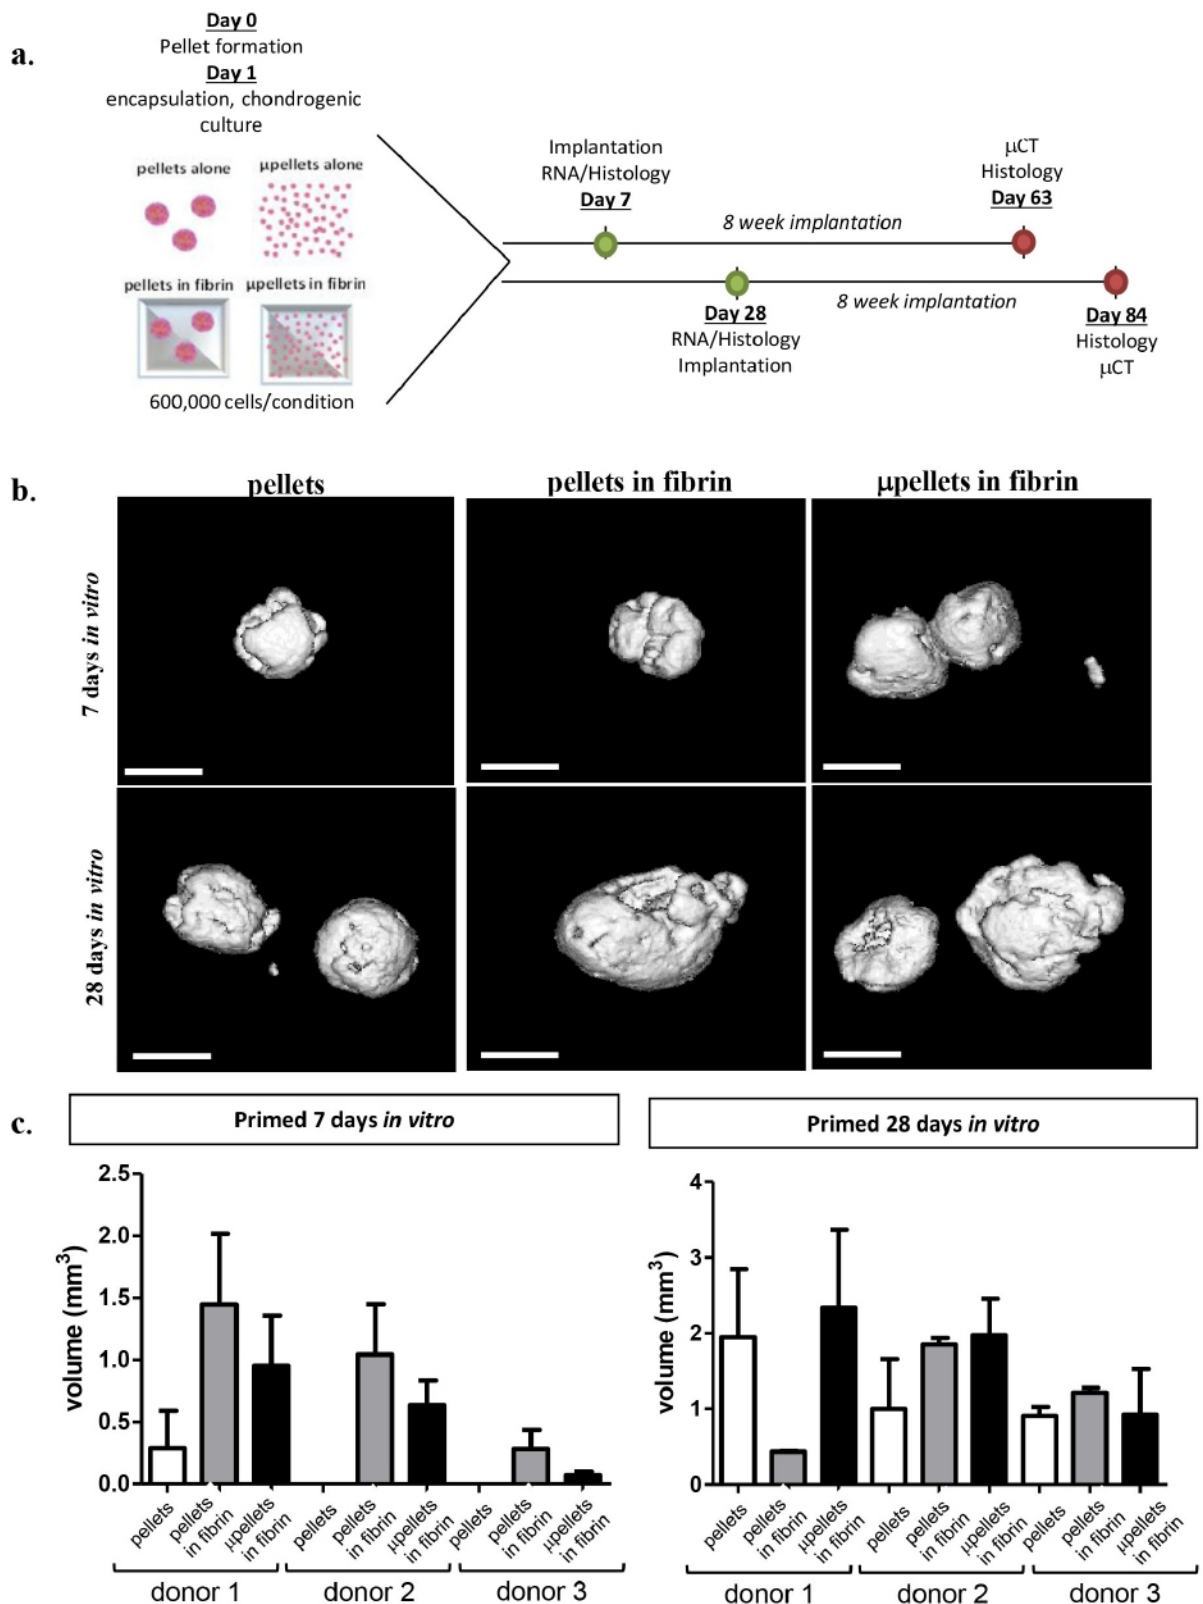 a.
Day 0
Pellet formation
Day 1
encapsulation, chondrogenic
culture
pellets alone
μpellets alone
pellets in fibrin
μpellets in fibrin
600,000 cells/condition
Implantation
RNA/Histology
Day 7
8 week implantation
μCT
Histology
Day 63
Day 28
RNA/Histology
Implantation
8 week implantation
Day 84
Histology
μCT
b.
pellets
pellets in fibrin
μpellets in fibrin
7 days in vitro
28 days in vitro
c.
Primed 7 days in vitro
volume (mm³)
2.5
2.0
1.5
1.0
0.5
0.0
pellets
pellets
in fibrin
μpellets
in fibrin
pellets
pellets
in fibrin
μpellets
in fibrin
pellets
pellets
in fibrin
μpellets
in fibrin
donor 1
donor 2
donor 3
Primed 28 days in vitro
volume (mm³)
4
3
2
1
0
pellets
pellets
in fibrin
μpellets
in fibrin
pellets
pellets
in fibrin
μpellets
in fibrin
pellets
pellets
in fibrin
μpellets
in fibrin
donor 1
donor 2
donor 3